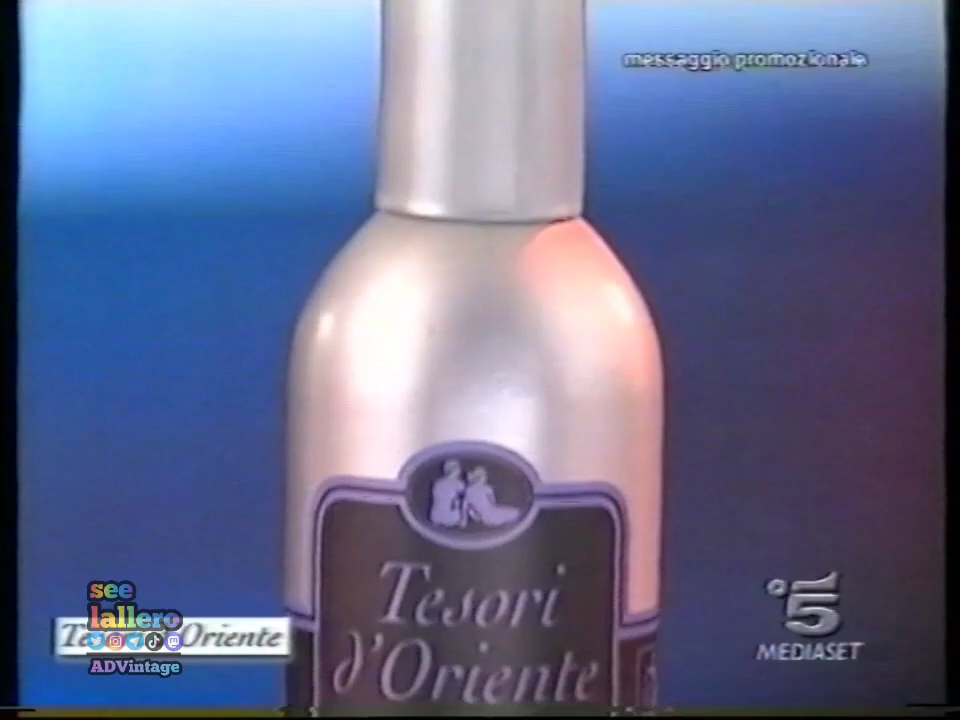 messaggio promozionale
Tesori
d'Oriente
see
lallero
Te Oriente
ADVintage
5
MEDIASET